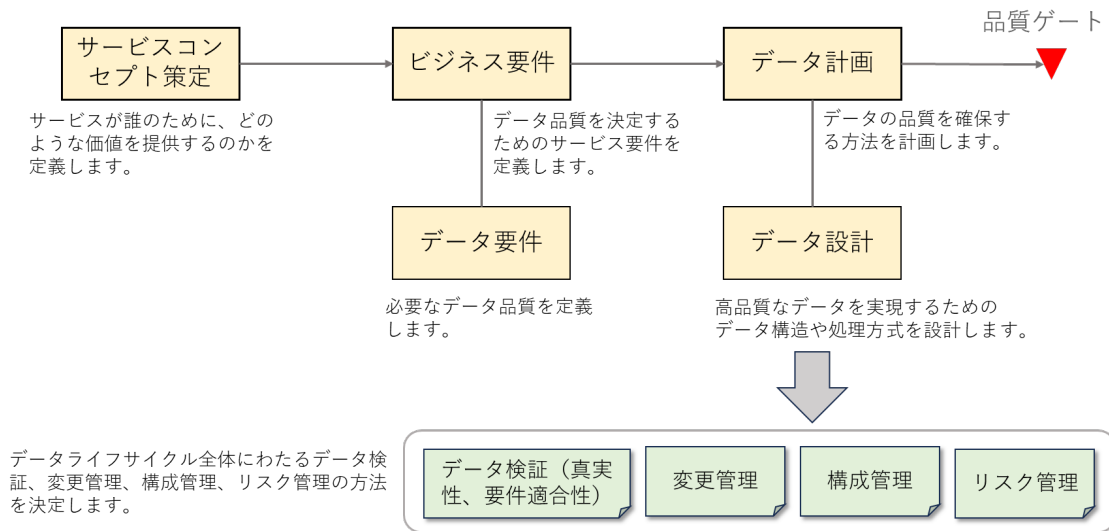 品質ゲート
サービスコン
セプト策定
ビジネス要件
データ計画
サービスが誰のために、どの
ような価値を提供するのかを
定義します。
データ品質を決定する
ためのサービス要件を
定義します。
データの品質を確保す
る方法を計画します。
データ要件
データ設計
必要なデータ品質を定義
します。
高品質なデータを実現するための
データ構造や処理方式を設計します。
データライフサイクル全体にわたるデータ検
証、変更管理、構成管理、リスク管理の方法
を決定します。
データ検証（真実
性、要件適合性）
変更管理
構成管理
リスク管理